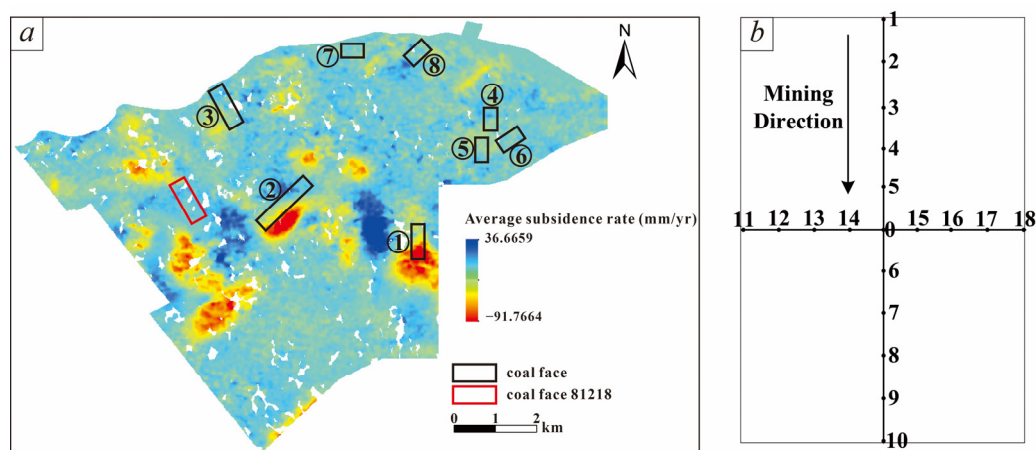 a
N
⑦
⑧
③
④
⑤
⑥
②
①
Average subsidence rate (mm/yr)
36.6659
−91.7664
coal face
coal face 81218
0 1 2
km
b
1
2
Mining
Direction
3
4
5
11 12 13 14 0 15 16 17 18
6
7
8
9
10